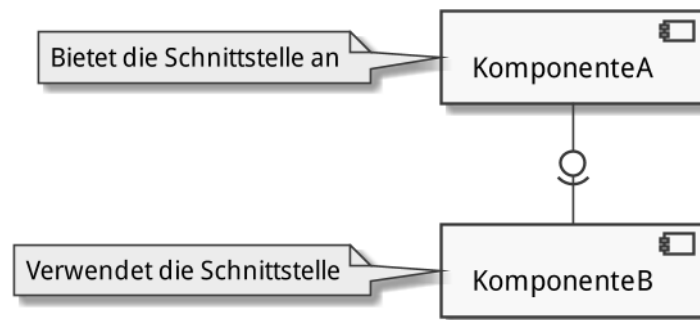 Bietet die Schnittstelle an
KomponenteA
Verwendet die Schnittstelle
KomponenteB